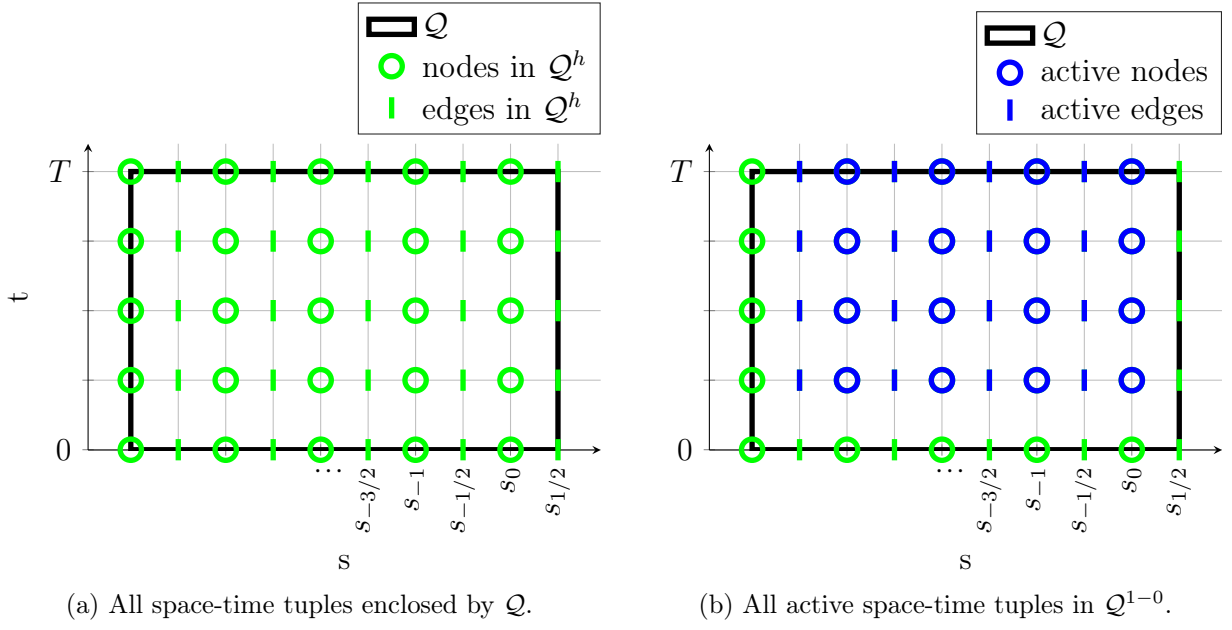 𝒬
nodes in 𝒬^h
edges in 𝒬^h
T
t
0
… s_{-3/2} s_{-1} s_{-1/2} s_0 s_{1/2}
s
(a) All space-time tuples enclosed by 𝒬.
𝒬
active nodes
active edges
T
0
… s_{-3/2} s_{-1} s_{-1/2} s_0 s_{1/2}
s
(b) All active space-time tuples in 𝒬^{1-0}.